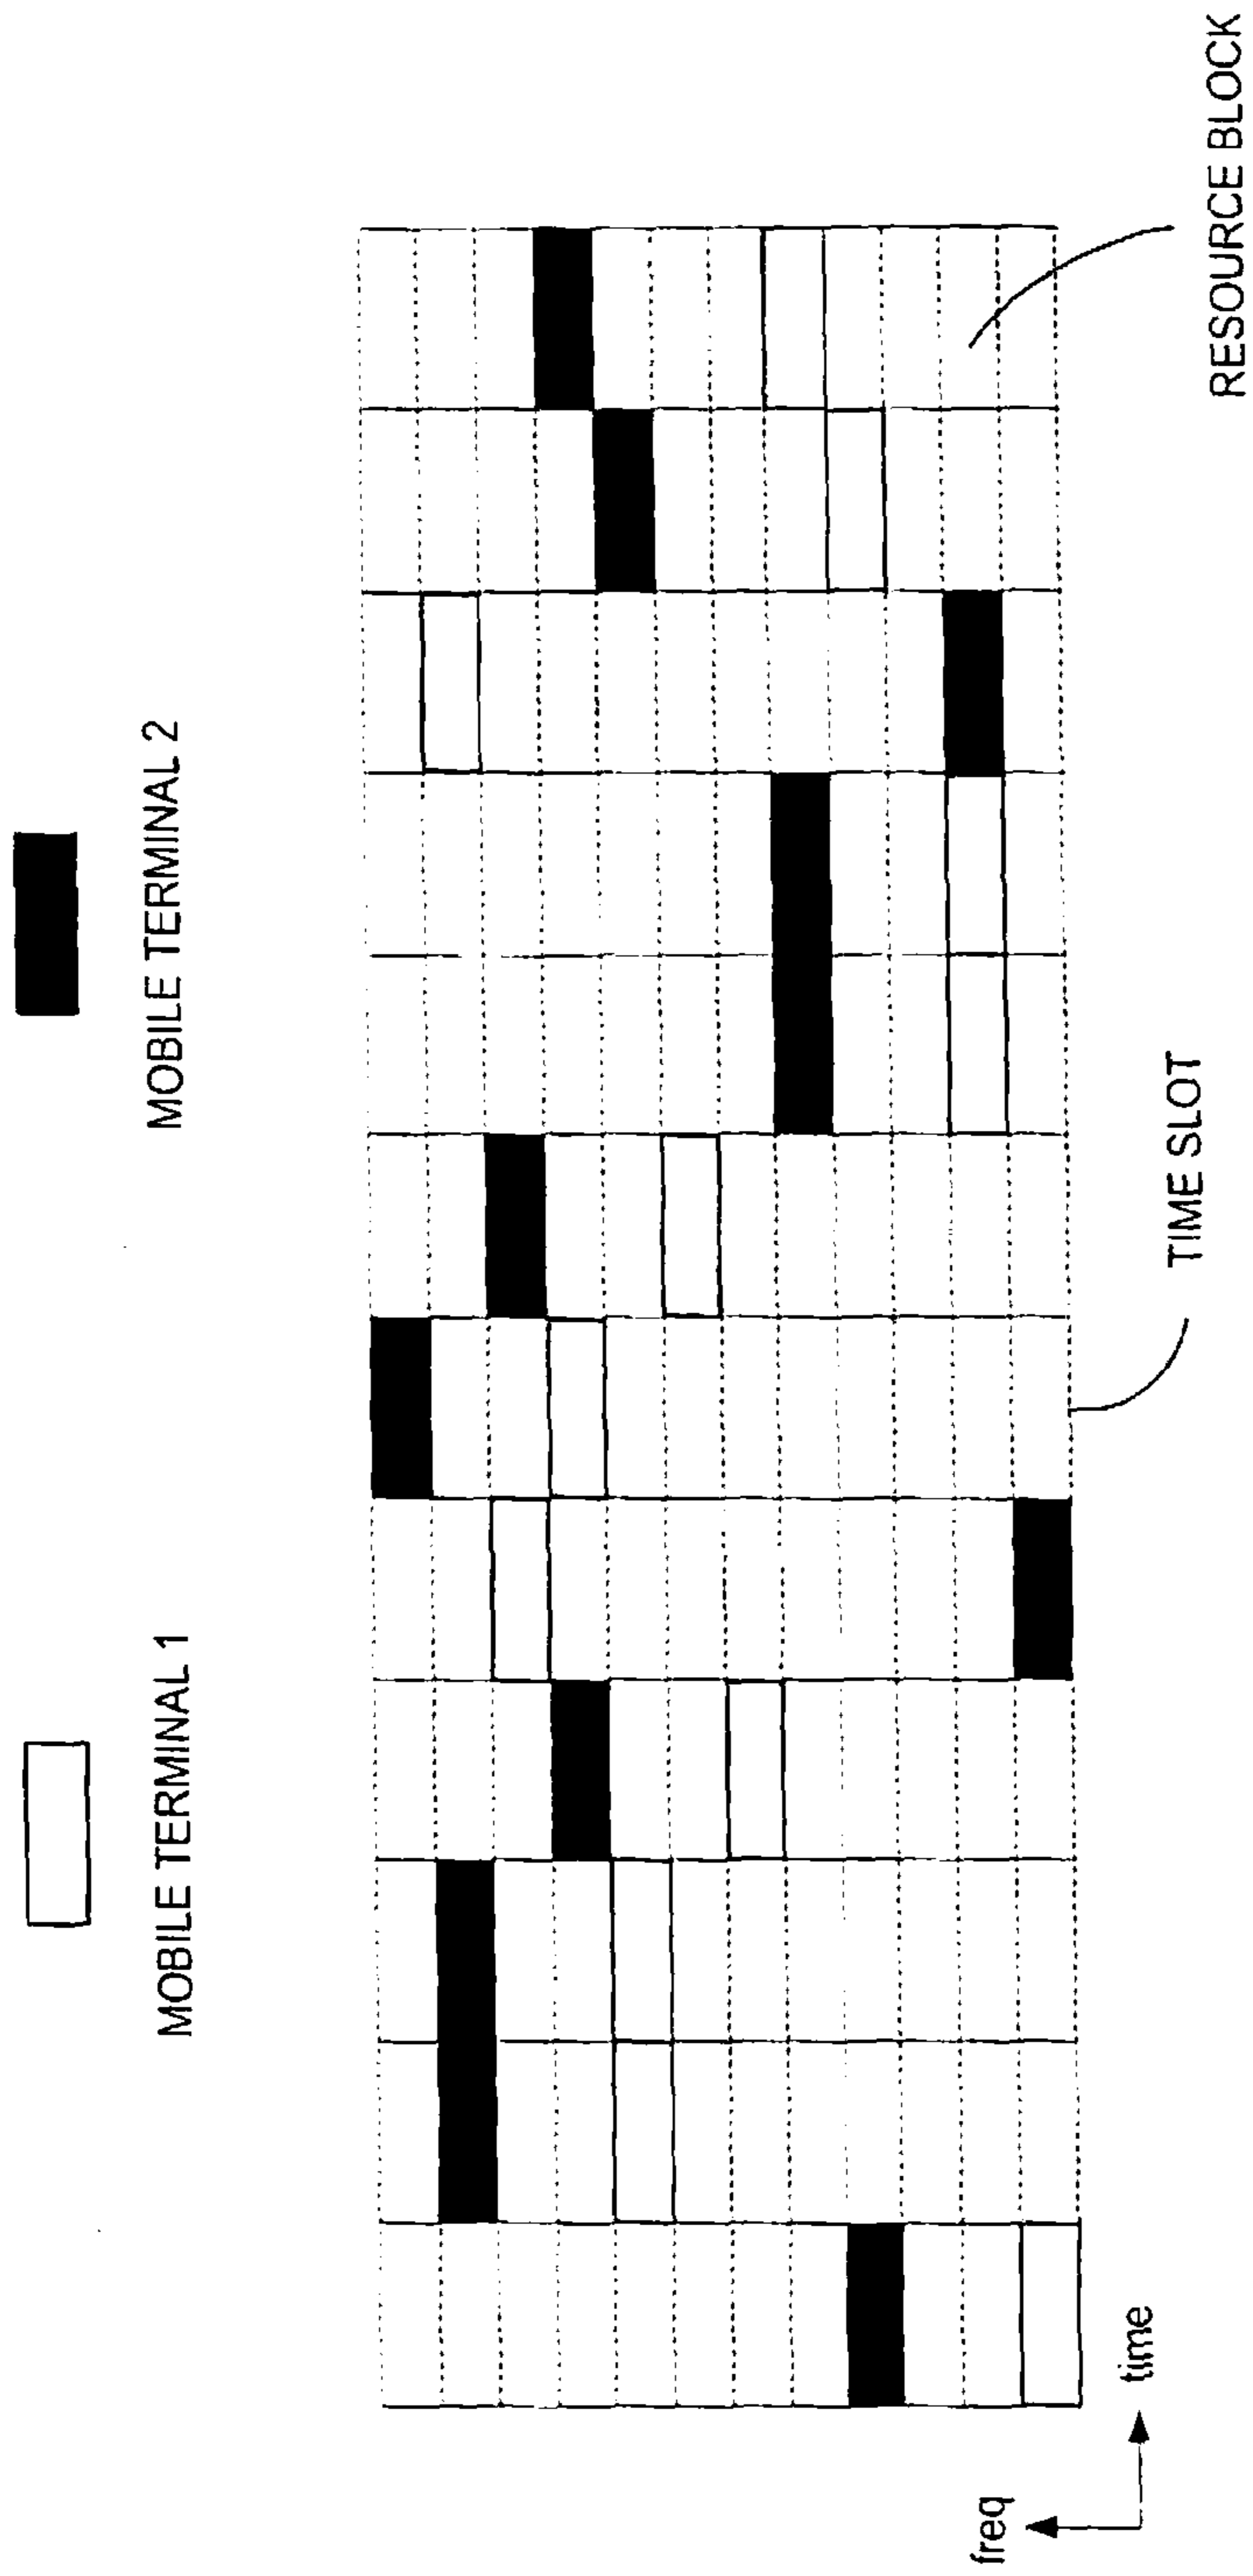 MOBILE TERMINAL 1
MOBILE TERMINAL 2
freq
time
TIME SLOT
RESOURCE BLOCK